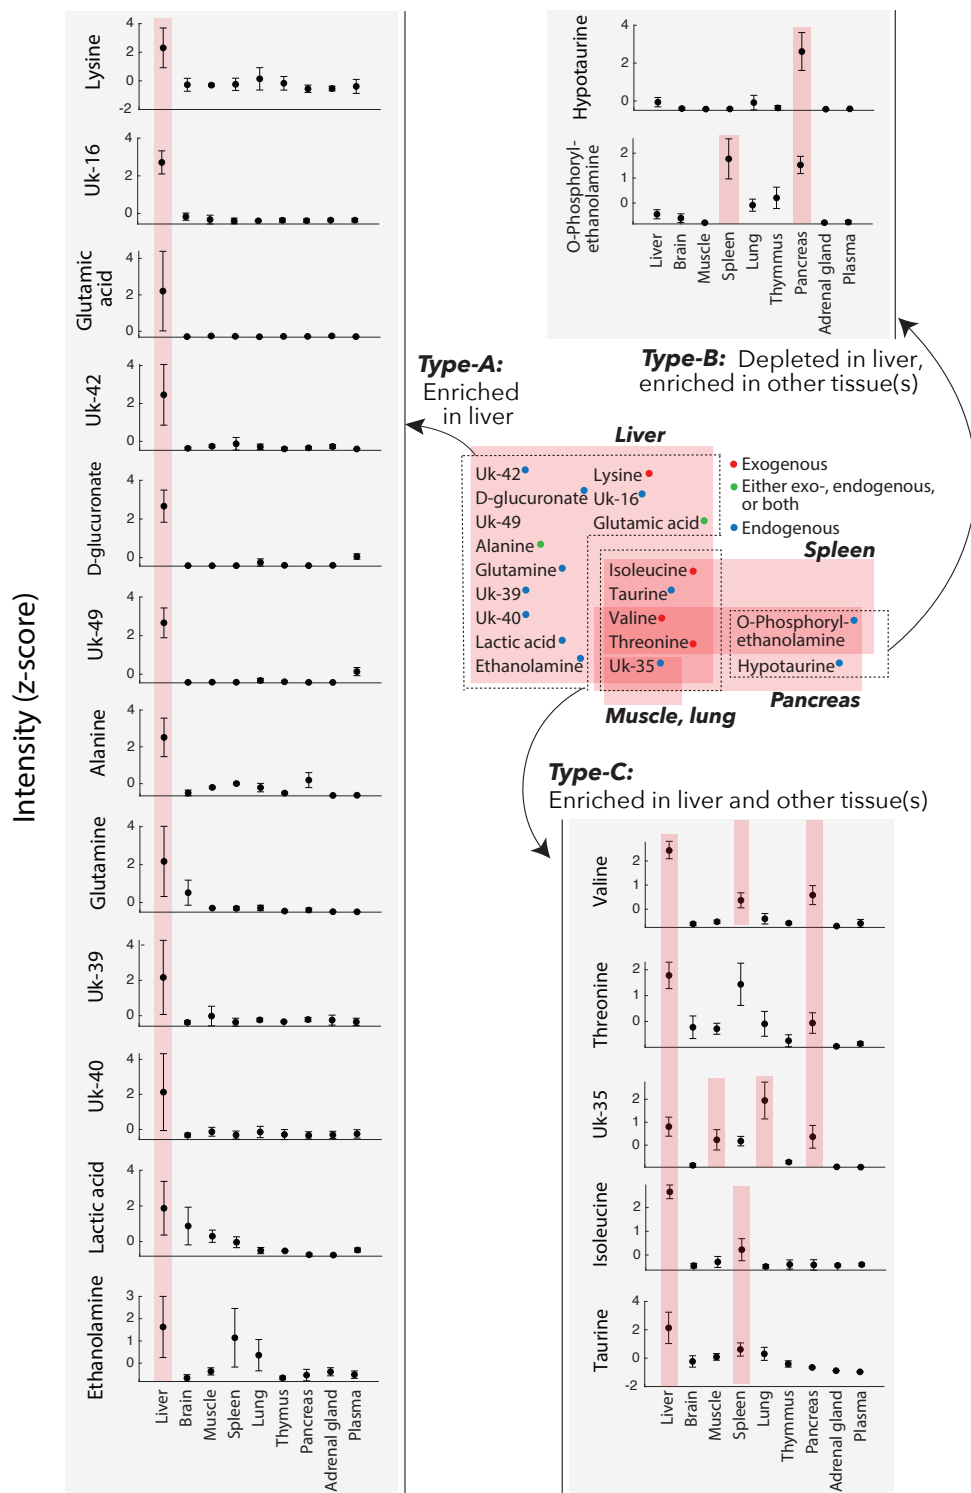 Intensity (z-score)
Lysine
4
2
0
-2
Uk-16
4
2
0
Glutamic
acid
4
2
0
Uk-42
4
2
0
D-glucuronate
4
2
0
Uk-49
4
2
0
Alanine
4
2
0
Glutamine
4
2
0
Uk-39
4
2
0
Uk-40
4
2
0
Lactic acid
4
2
0
Ethanolamine
3
2
1
0
Liver
Brain
Muscle
Spleen
Lung
Thymus
Pancreas
Adrenal gland
Plasma
Hypotaurine
4
2
0
O-Phosphoryl-
ethanolamine
2
1
0
Liver
Brain
Muscle
Spleen
Lung
Thymmus
Pancreas
Adrenal gland
Plasma
Type-A:
Enriched
in liver
Type-B: Depleted in liver,
enriched in other tissue(s)
Liver
Uk-42
D-glucuronate
Uk-49
Alanine
Glutamine
Uk-39
Uk-40
Lactic acid
Ethanolamine
Lysine
Uk-16
Glutamic acid
Isoleucine
Taurine
Valine
Threonine
Uk-35
Exogenous
Either exo-, endogenous,
or both
Endogenous
Spleen
O-Phosphoryl-
ethanolamine
Hypotaurine
Pancreas
Muscle, lung
Type-C:
Enriched in liver and other tissue(s)
Valine
2
1
0
Threonine
2
1
0
Uk-35
2
1
0
Isoleucine
2
1
0
Taurine
4
2
0
-2
Liver
Brain
Muscle
Spleen
Lung
Thymmus
Pancreas
Adrenal gland
Plasma